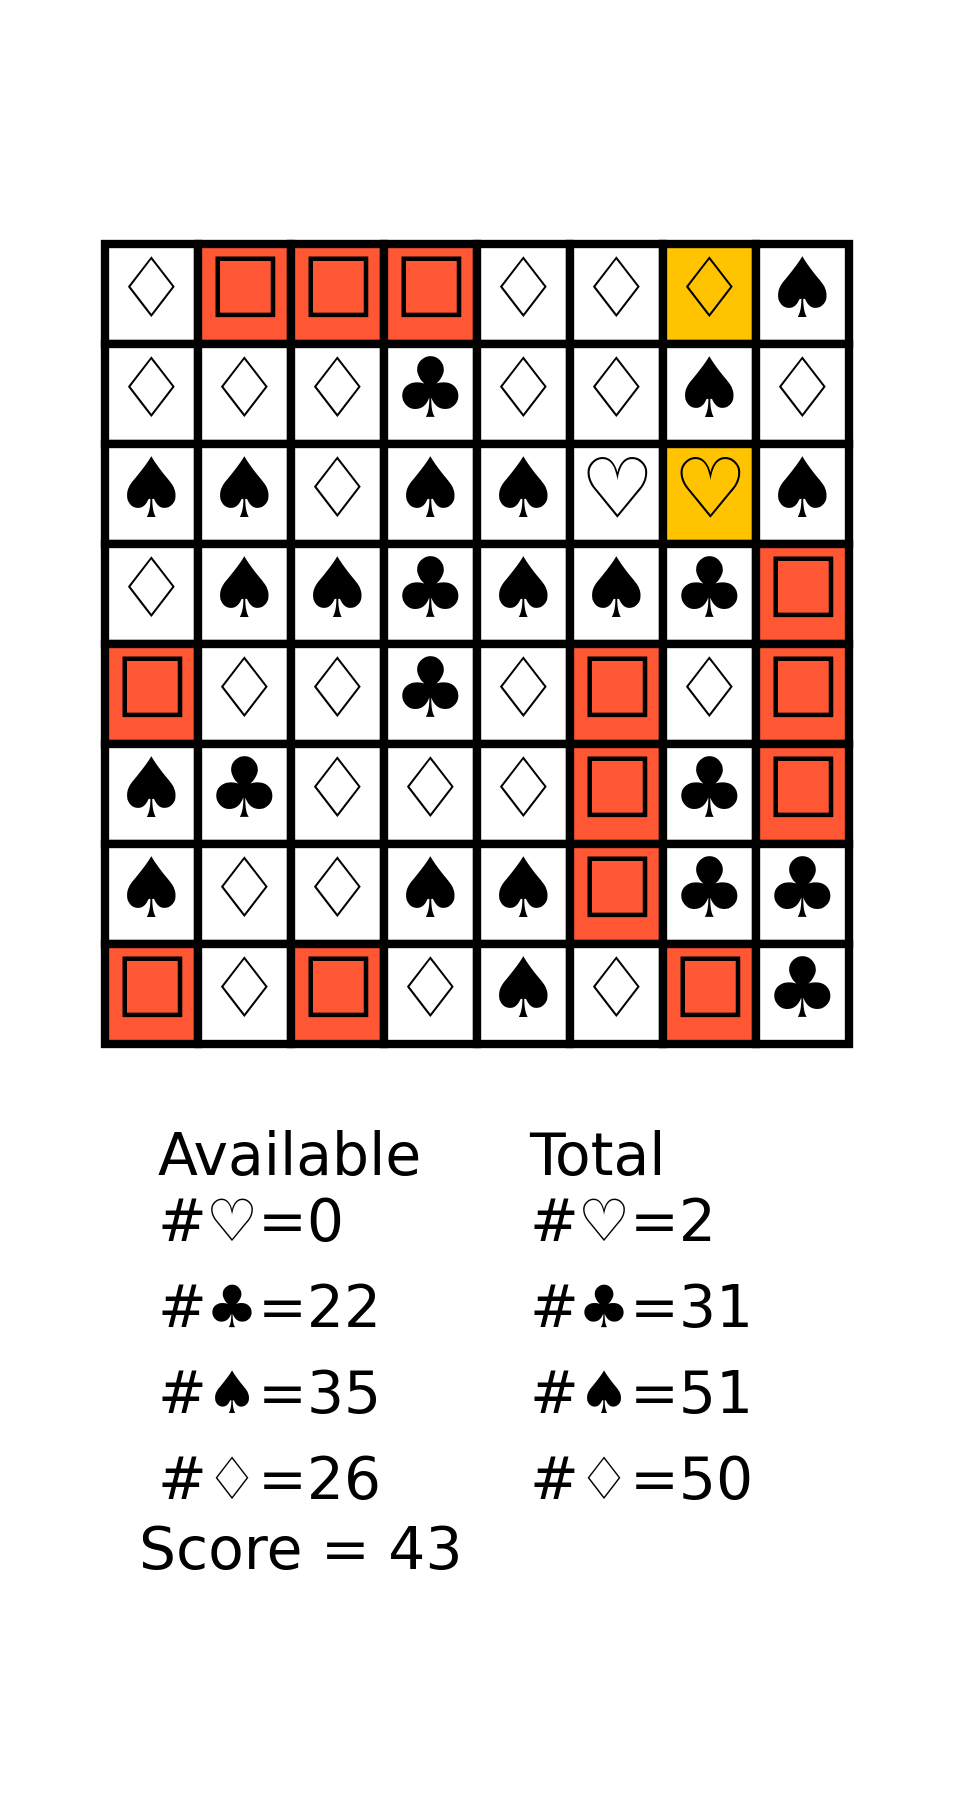 ♢ □ □ □ ♢ ♢ ♢ ♠
♢ ♢ ♢ ♣ ♢ ♢ ♠ ♢
♠ ♠ ♢ ♠ ♠ ♡ ♡ ♠
♢ ♠ ♠ ♣ ♠ ♠ ♣ □
□ ♢ ♢ ♣ ♢ □ ♢ □
♠ ♣ ♢ ♢ ♢ □ ♣ □
♠ ♢ ♢ ♠ ♠ □ ♣ ♣
□ ♢ □ ♢ ♠ ♢ □ ♣
Available Total
#♡=0 #♡=2
#♣=22 #♣=31
#♠=35 #♠=51
#♢=26 #♢=50
Score = 43